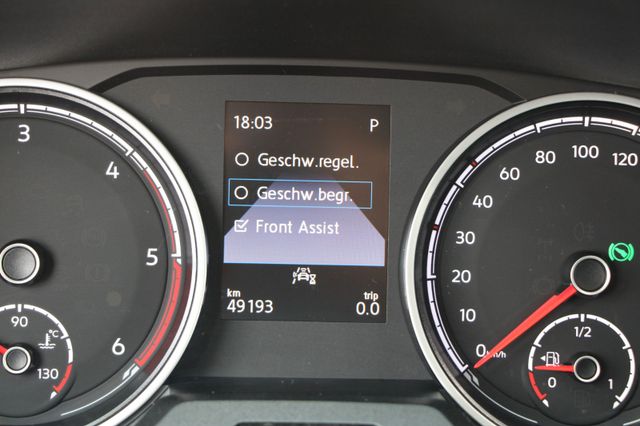 3
4
5
6
90
°C
130
18:03 P
Geschw.regel.
Geschw.begr.
Front Assist
km trip
49193 0.0
120
100
80
60
40
30
20
10
0
km/h
1/2
0 1